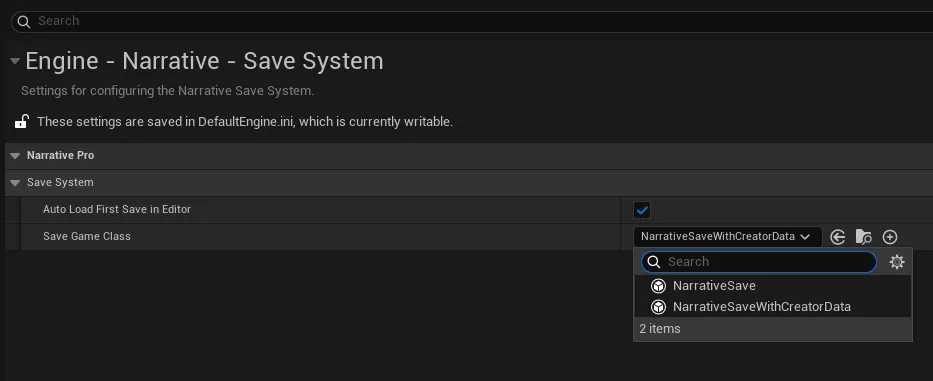 Search
Engine - Narrative - Save System
Settings for configuring the Narrative Save System.
These settings are saved in DefaultEngine.ini, which is currently writable.
Narrative Pro
Save System
Auto Load First Save in Editor
Save Game Class
NarrativeSaveWithCreatorData
Search
NarrativeSave
NarrativeSaveWithCreatorData
2 items